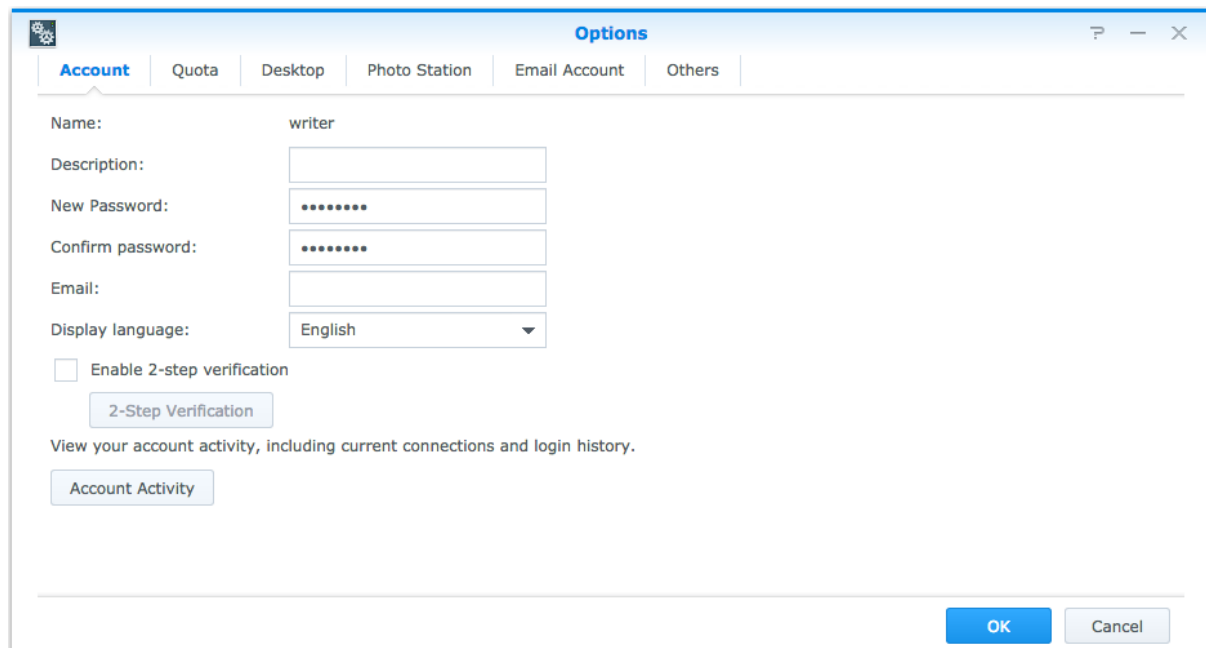 Options
Account Quota Desktop Photo Station Email Account Others
Name: writer
Description:
New Password: ••••••••
Confirm password: ••••••••
Email:
Display language: English
Enable 2-step verification
2-Step Verification
View your account activity, including current connections and login history.
Account Activity
OK Cancel